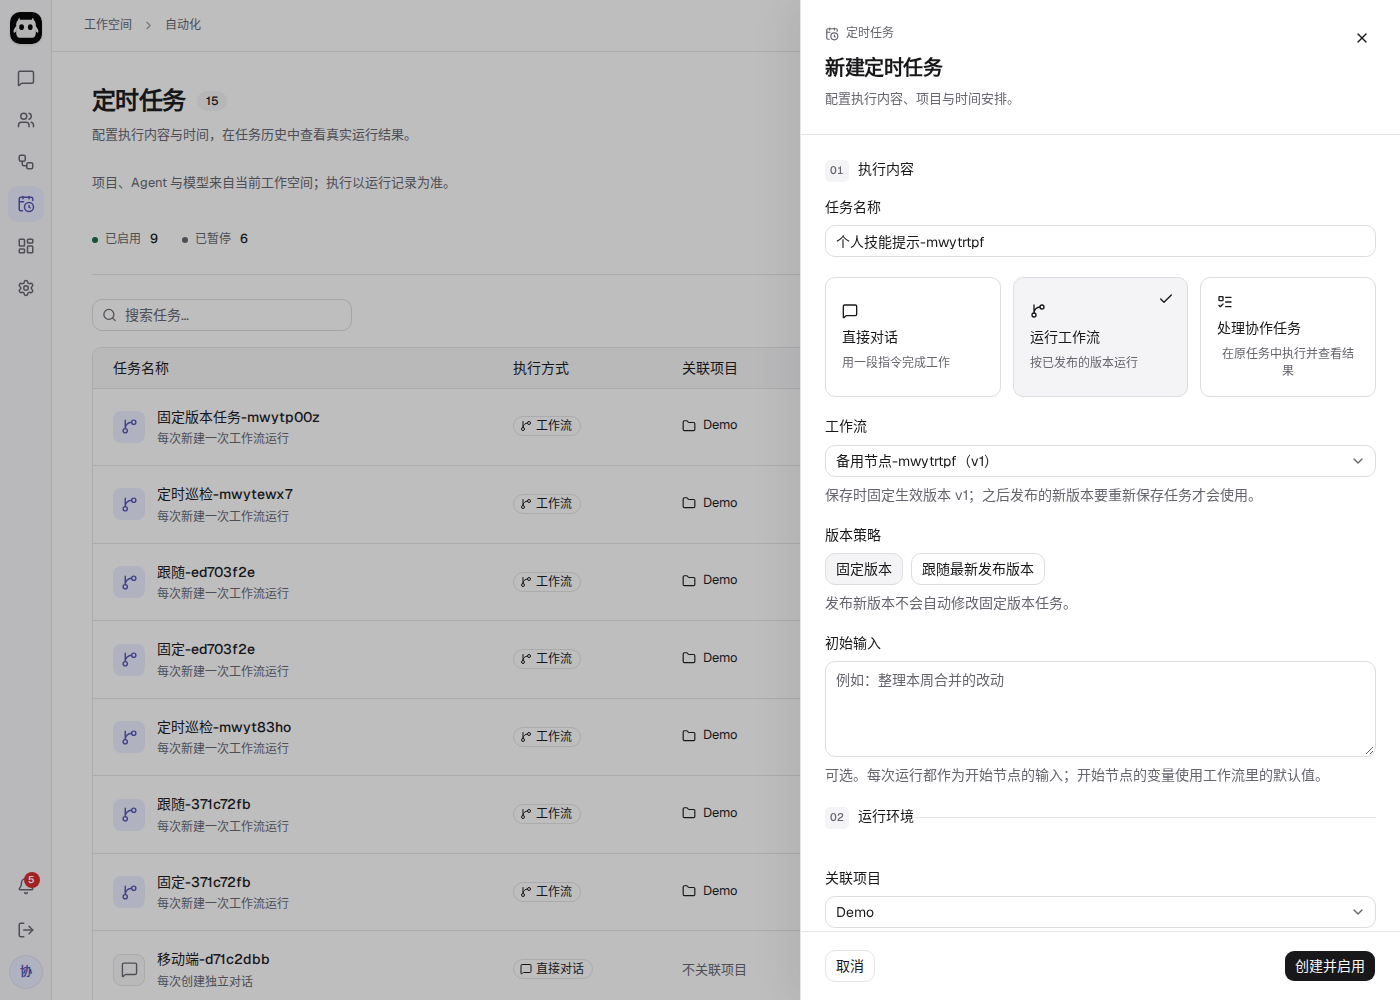 工作空间 > 自动化
定时任务 15
配置执行内容与时间，在任务历史中查看真实运行结果。
项目、Agent 与模型来自当前工作空间；执行以运行记录为准。
已启用 9 已暂停 6
搜索任务...
任务名称 执行方式 关联项目
固定版本任务-mwytp00z
每次新建一次工作流运行
工作流 Demo
定时巡检-mwytewx7
每次新建一次工作流运行
工作流 Demo
跟随-ed703f2e
每次新建一次工作流运行
工作流 Demo
固定-ed703f2e
每次新建一次工作流运行
工作流 Demo
定时巡检-mwyt83ho
每次新建一次工作流运行
工作流 Demo
跟随-371c72fb
每次新建一次工作流运行
工作流 Demo
固定-371c72fb
每次新建一次工作流运行
工作流 Demo
移动端-d71c2dbb
每次创建独立对话
直接对话 不关联项目
5
协
定时任务
新建定时任务
配置执行内容、项目与时间安排。
01 执行内容
任务名称
个人技能提示-mwytrtpf
直接对话
用一段指令完成工作
运行工作流
按已发布的版本运行
处理协作任务
在原任务中执行并查看结
果
工作流
备用节点-mwytrtpf（v1）
保存时固定生效版本 v1；之后发布的新版本要重新保存任务才会使用。
版本策略
固定版本 跟随最新发布版本
发布新版本不会自动修改固定版本任务。
初始输入
例如：整理本周合并的改动
可选。每次运行都作为开始节点的输入；开始节点的变量使用工作流里的默认值。
02 运行环境
关联项目
Demo
取消 创建并启用